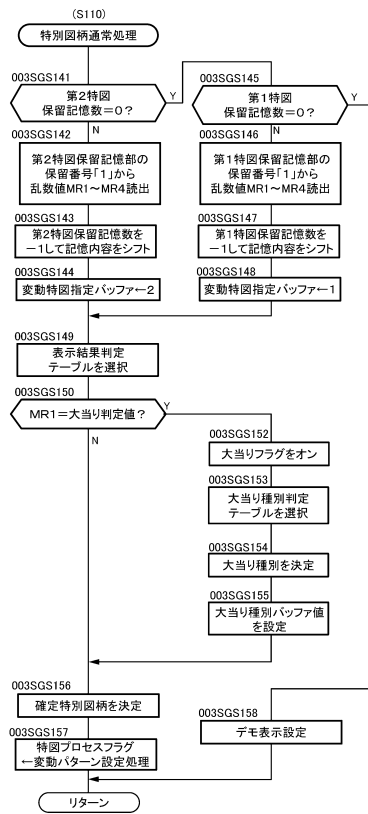 (S110)
特別図柄通常処理
003SGS141
第2特図
保留記憶数=0?
Y
N
003SGS145
第1特図
保留記憶数=0?
Y
N
003SGS142
第2特図保留記憶部の
保留番号「1」から
乱数値MR1~MR4読出
003SGS146
第1特図保留記憶部の
保留番号「1」から
乱数値MR1~MR4読出
003SGS143
第2特図保留記憶数を
-1して記憶内容をシフト
003SGS147
第1特図保留記憶数を
-1して記憶内容をシフト
003SGS144
変動特図指定バッファ←2
003SGS148
変動特図指定バッファ←1
003SGS149
表示結果判定
テーブルを選択
003SGS150
MR1=大当り判定値?
Y
N
003SGS152
大当りフラグをオン
003SGS153
大当り種別判定
テーブルを選択
003SGS154
大当り種別を決定
003SGS155
大当り種別バッファ値
を設定
003SGS156
確定特別図柄を決定
003SGS157
特図プロセスフラグ
←変動パターン設定処理
003SGS158
デモ表示設定
リターン